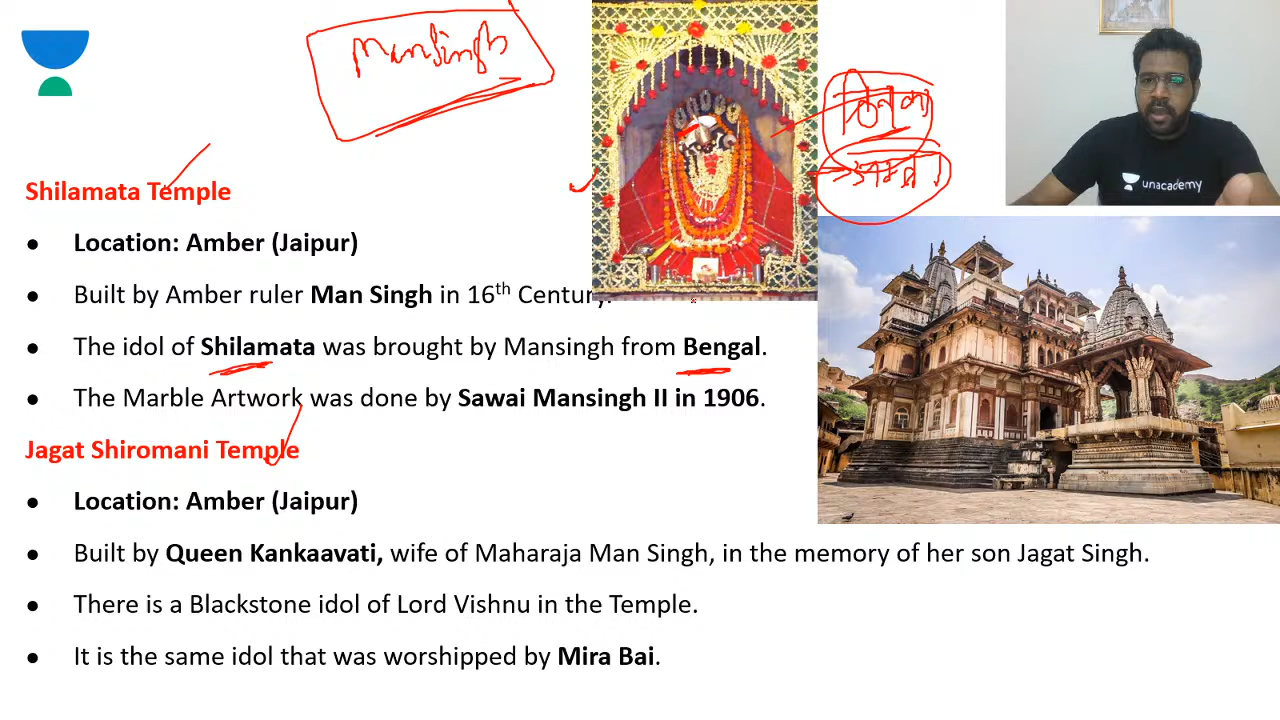 Mansingh
unacademy
Shilamata Temple
● Location: Amber (Jaipur)
● Built by Amber ruler Man Singh in 16th Century.
● The idol of Shilamata was brought by Mansingh from Bengal.
● The Marble Artwork was done by Sawai Mansingh II in 1906.
Jagat Shiromani Temple
● Location: Amber (Jaipur)
● Built by Queen Kankaavati, wife of Maharaja Man Singh, in the memory of her son Jagat Singh.
● There is a Blackstone idol of Lord Vishnu in the Temple.
● It is the same idol that was worshipped by Mira Bai.